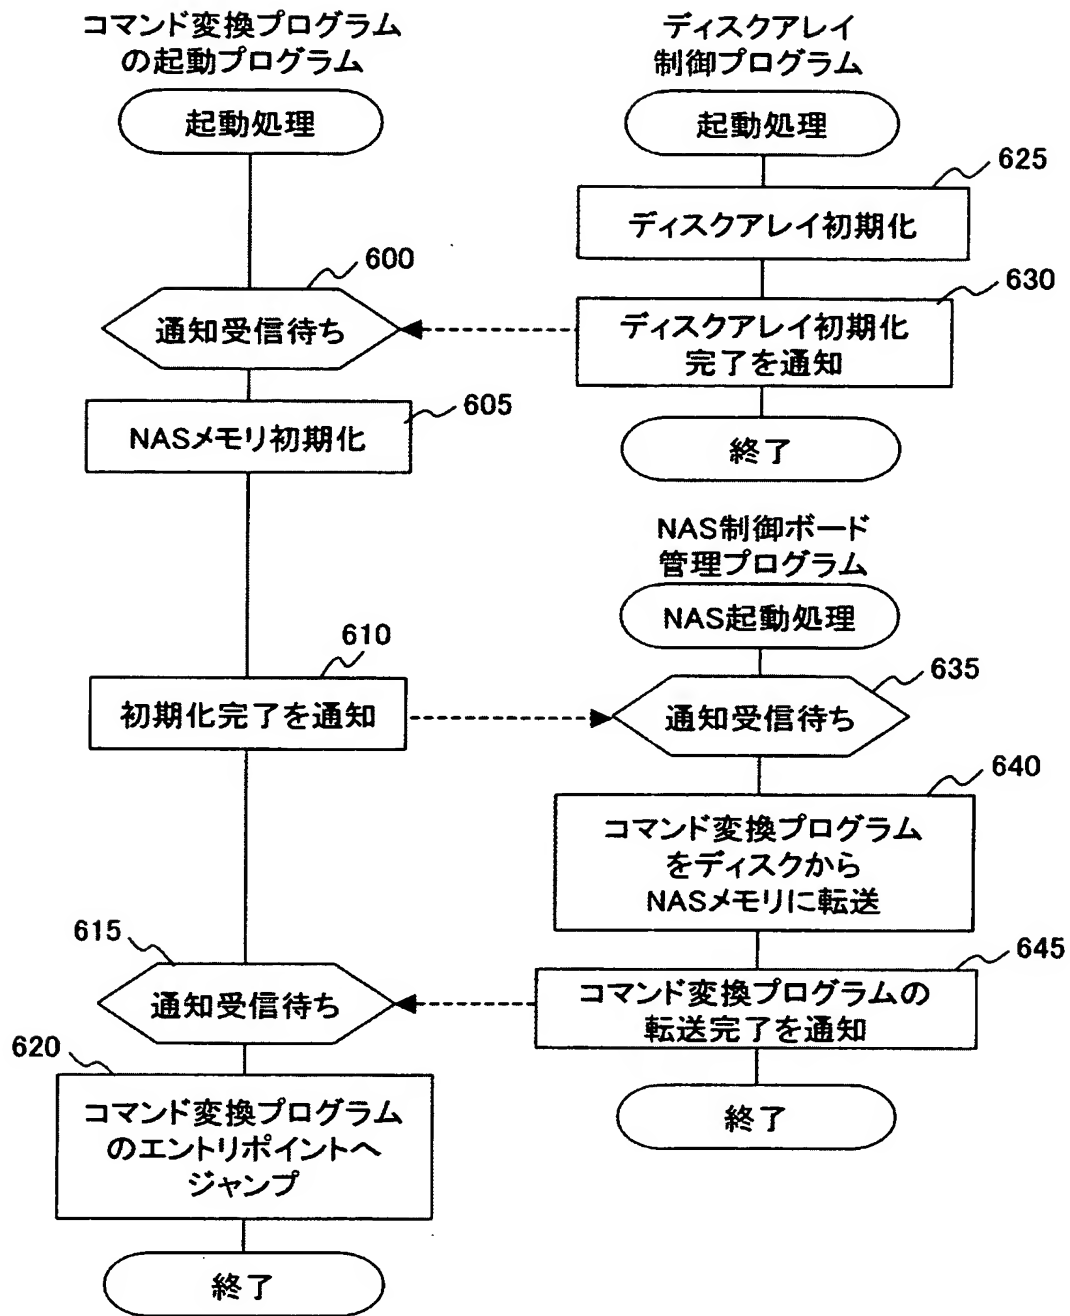 コマンド変換プログラム
の起動プログラム
起動処理
600
通知受信待ち
605
NASメモリ初期化
610
初期化完了を通知
615
通知受信待ち
620
コマンド変換プログラム
のエントリポイントへ
ジャンプ
終了
ディスクアレイ
制御プログラム
起動処理
625
ディスクアレイ初期化
630
ディスクアレイ初期化
完了を通知
終了
NAS制御ボード
管理プログラム
NAS起動処理
635
通知受信待ち
640
コマンド変換プログラム
をディスクから
NASメモリに転送
645
コマンド変換プログラムの
転送完了を通知
終了